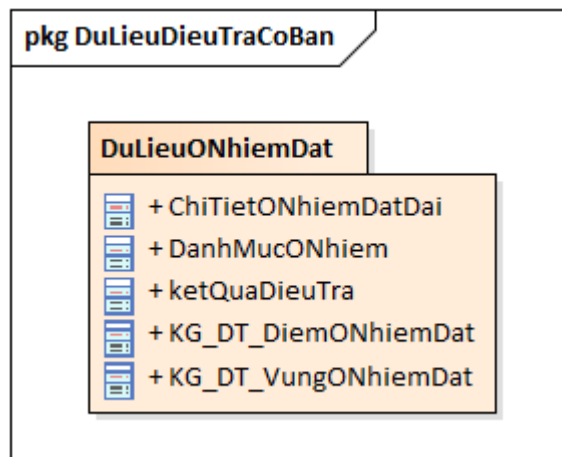 pkg DuLieuDieuTraCoBan
DuLieuONhiemDat
+ ChiTietONhiemDatDai
+ DanhMucONhiem
+ ketQuaDieuTra
+ KG_DT_DiemONhiemDat
+ KG_DT_VungONhiemDat